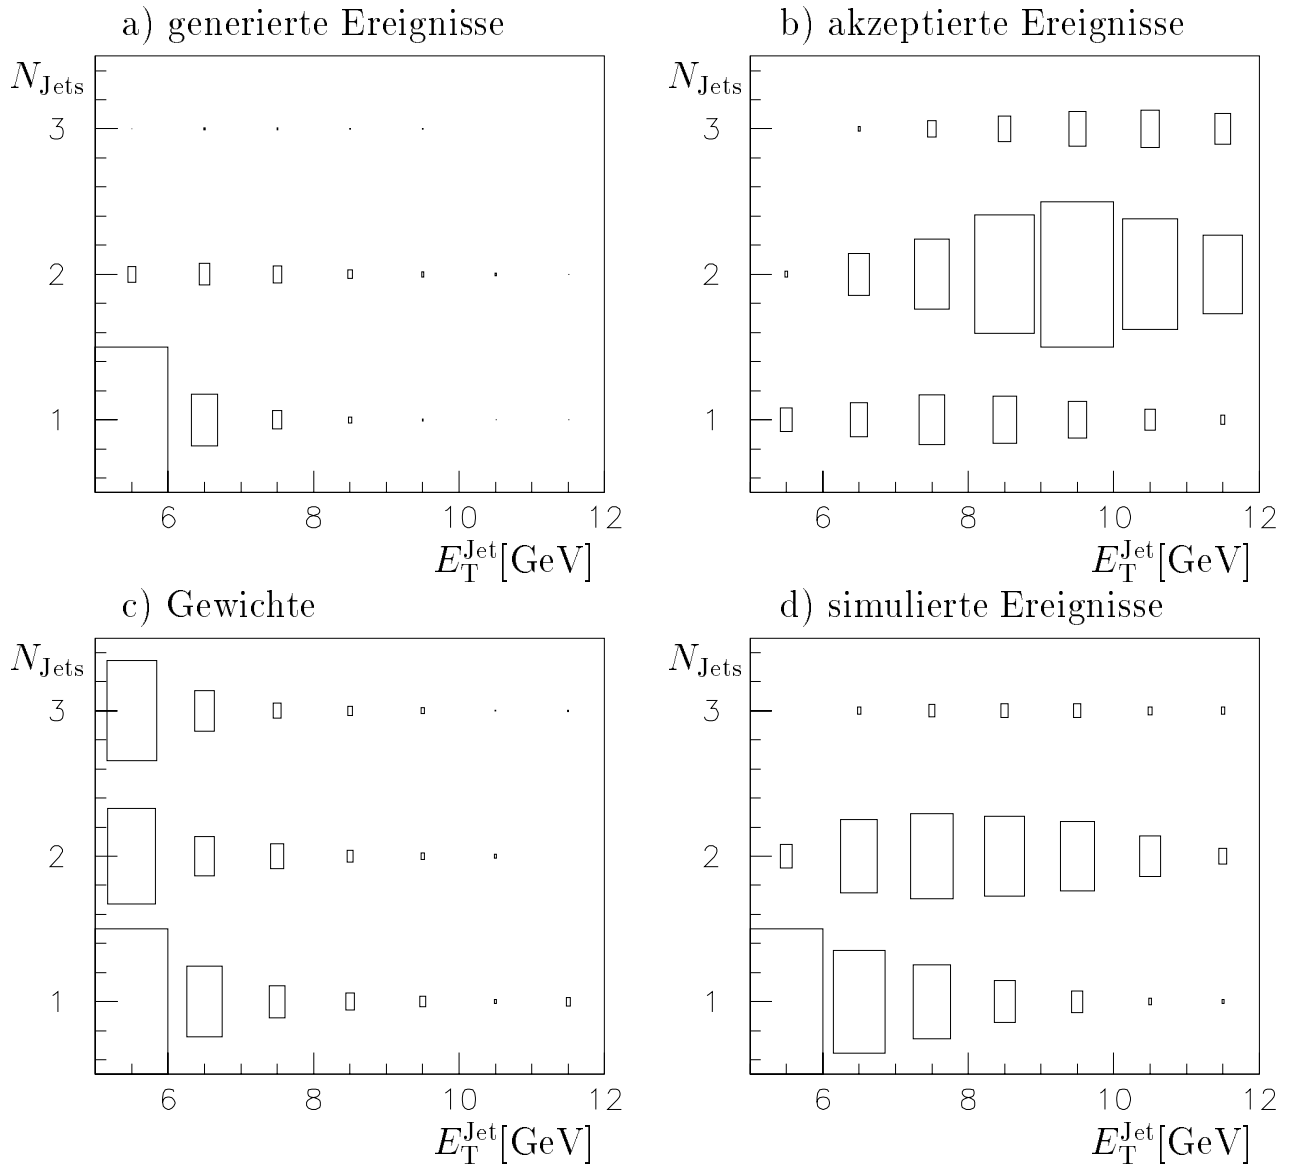 a) generierte Ereignisse
N_Jets
3
2
1
6 8 10 12
E_T^Jet[GeV]
b) akzeptierte Ereignisse
N_Jets
3
2
1
6 8 10 12
E_T^Jet[GeV]
c) Gewichte
N_Jets
3
2
1
6 8 10 12
E_T^Jet[GeV]
d) simulierte Ereignisse
N_Jets
3
2
1
6 8 10 12
E_T^Jet[GeV]